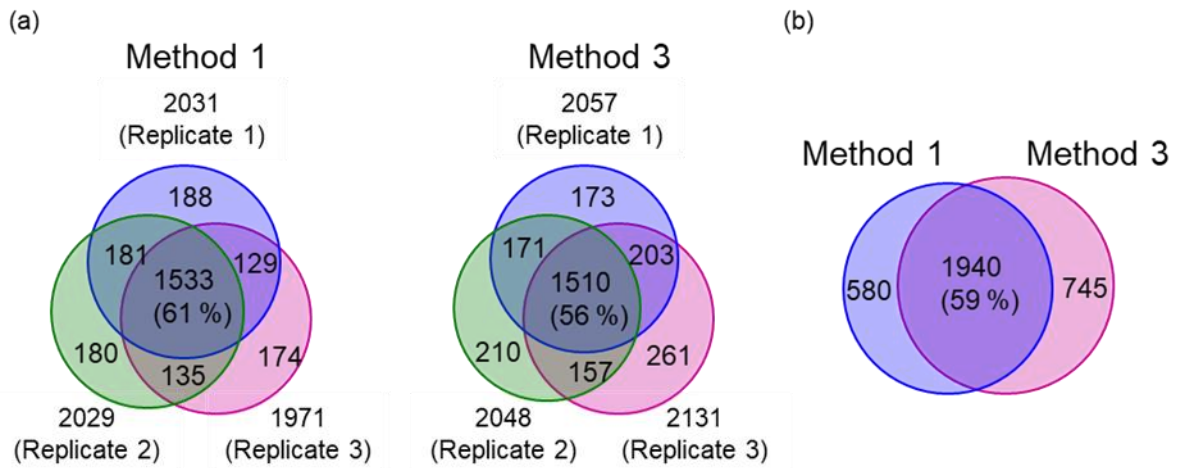 (a)
Method 1
2031
(Replicate 1)
188
181
129
1533
(61 %)
180
135
174
2029
(Replicate 2)
1971
(Replicate 3)
Method 3
2057
(Replicate 1)
173
171
203
1510
(56 %)
210
157
261
2048
(Replicate 2)
2131
(Replicate 3)
(b)
Method 1
Method 3
580
1940
(59 %)
745